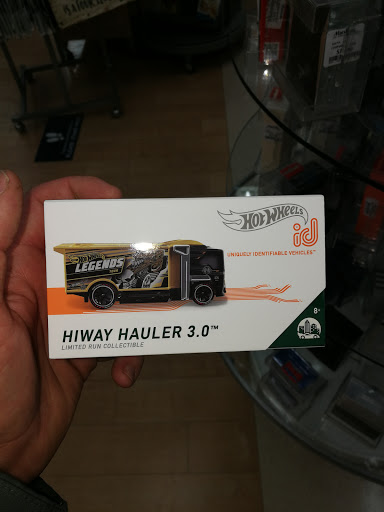 HOT WHEELS
id
UNIQUELY IDENTIFIABLE VEHICLES™
LEGENDS
HIWAY HAULER 3.0™
LIMITED RUN COLLECTIBLE
8+